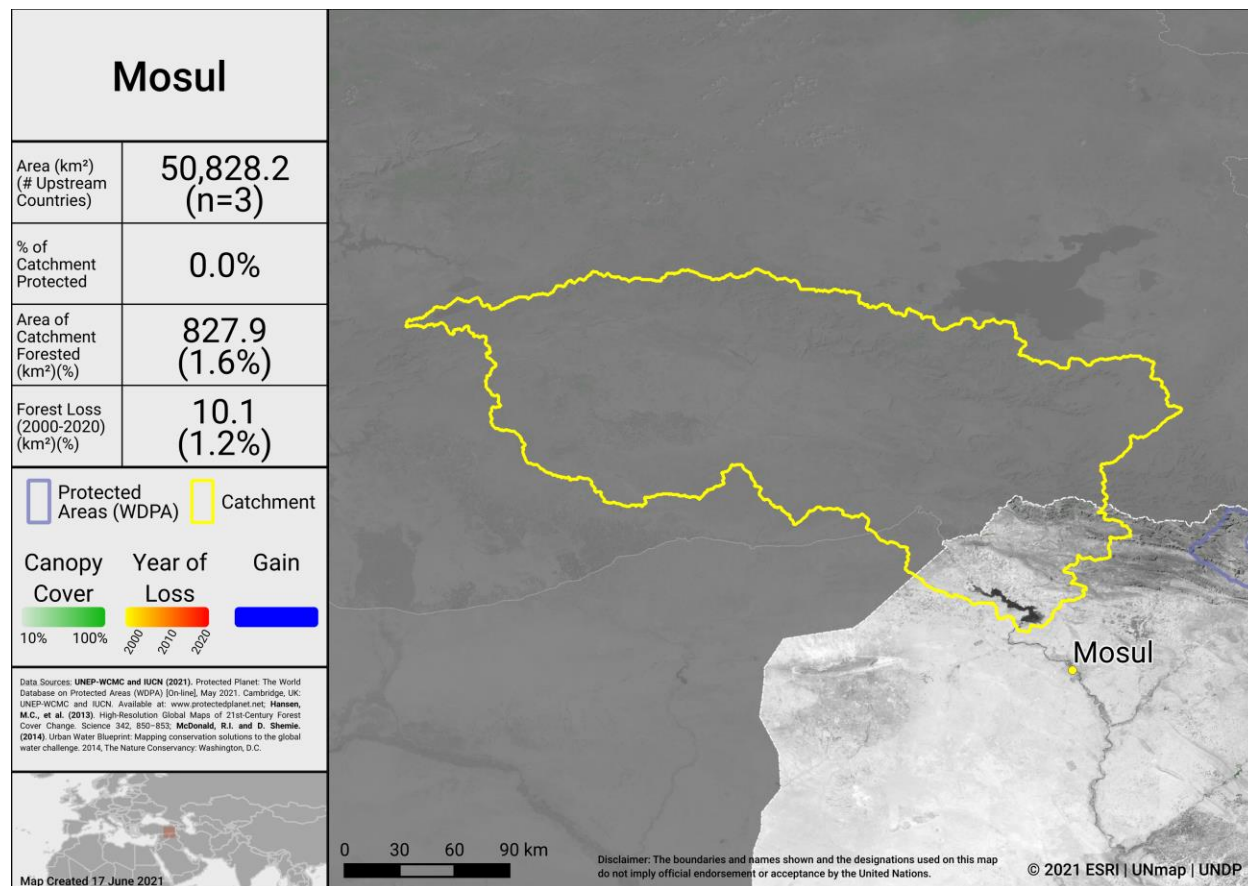 Mosul
Area (km²)
(# Upstream
Countries)
50,828.2
(n=3)
% of
Catchment
Protected
0.0%
Area of
Catchment
Forested
(km²)(%)
827.9
(1.6%)
Forest Loss
(2000-2020)
(km²)(%)
10.1
(1.2%)
Protected
Areas (WDPA)
Catchment
Canopy
Cover
Year of
Loss
Gain
10%
100%
2000
2010
2020
Data Sources: UNEP-WCMC and IUCN (2021). Protected Planet: The World
Database on Protected Areas (WDPA) [On-line], May 2021. Cambridge, UK:
UNEP-WCMC and IUCN. Available at: www.protectedplanet.net; Hansen,
M.C., et al. (2013). High-Resolution Global Maps of 21st-Century Forest
Cover Change. Science 342, 850–853; McDonald, R.I. and D. Shemie.
(2014). Urban Water Blueprint: Mapping conservation solutions to the global
water challenge. 2014, The Nature Conservancy: Washington, D.C.
Map Created 17 June 2021
Mosul
0 30 60 90 km
Disclaimer: The boundaries and names shown and the designations used on this map
do not imply official endorsement or acceptance by the United Nations.
© 2021 ESRI | UNmap | UNDP